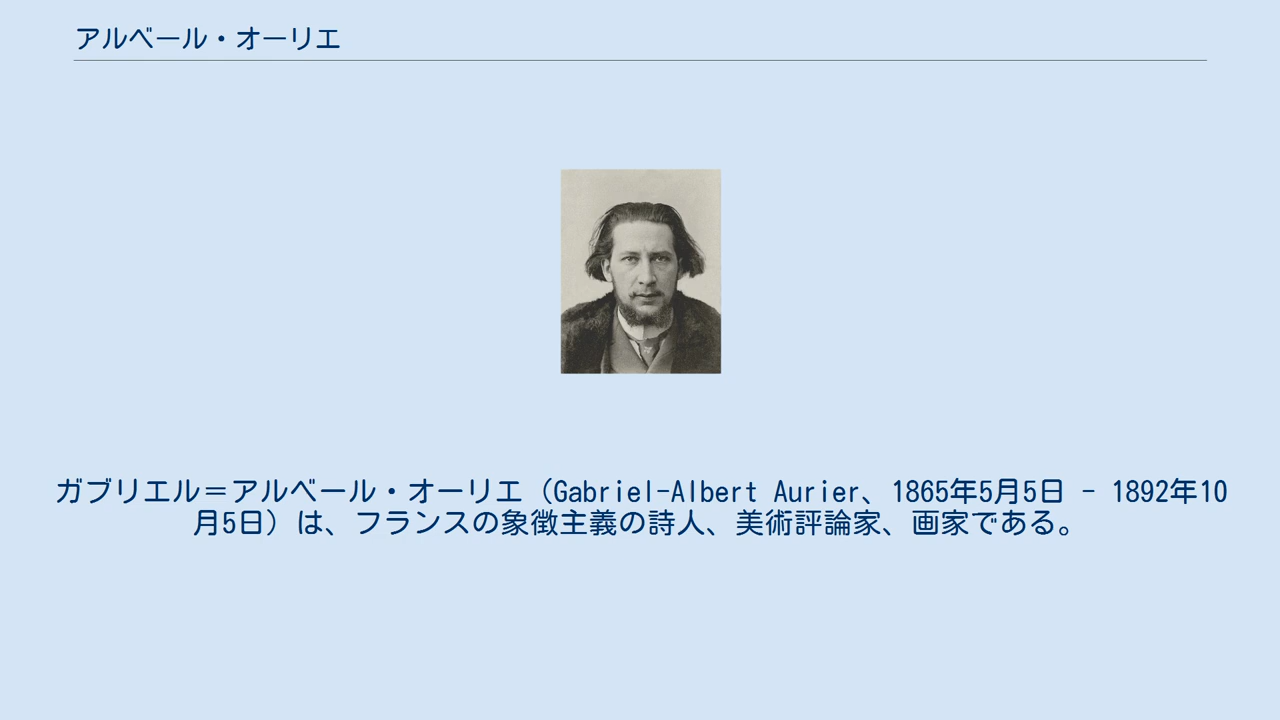 アルベール・オーリエ
ガブリエル＝アルベール・オーリエ（Gabriel-Albert Aurier、1865年5月5日 - 1892年10
月5日）は、フランスの象徴主義の詩人、美術評論家、画家である。